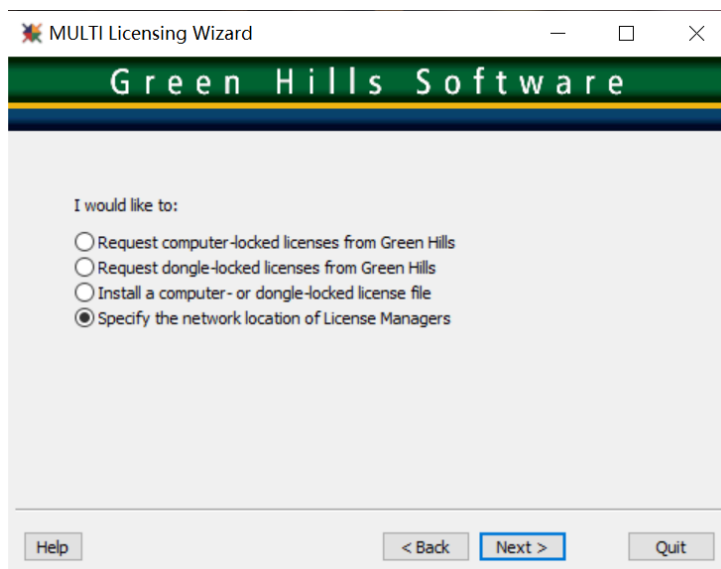 MULTI Licensing Wizard
Green Hills Software
I would like to:
Request computer-locked licenses from Green Hills
Request dongle-locked licenses from Green Hills
Install a computer- or dongle-locked license file
Specify the network location of License Managers
Help
< Back
Next >
Quit